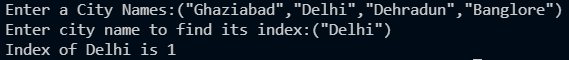 Enter a City Names:("Ghaziabad","Delhi","Dehradun","Banglore")
Enter city name to find its index:("Delhi")
Index of Delhi is 1